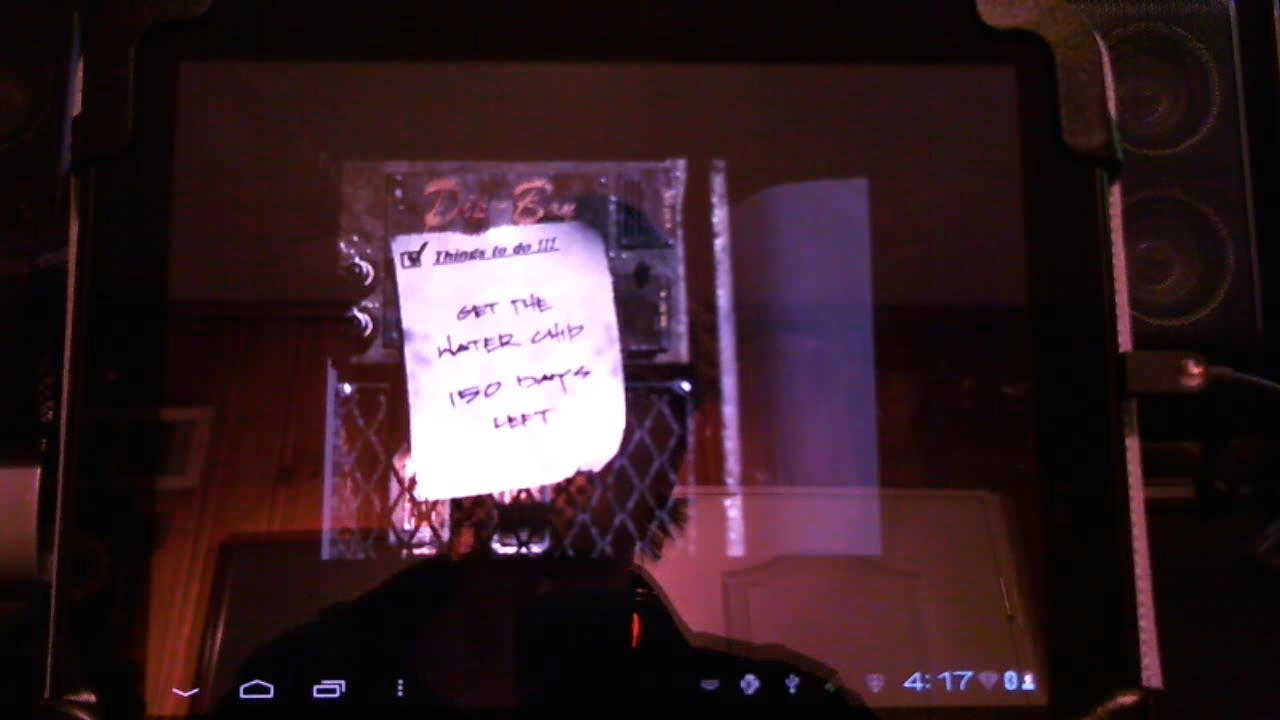 Things to do !!!
GET THE
WATER CHIP
150 DAYS
LEFT
4:17